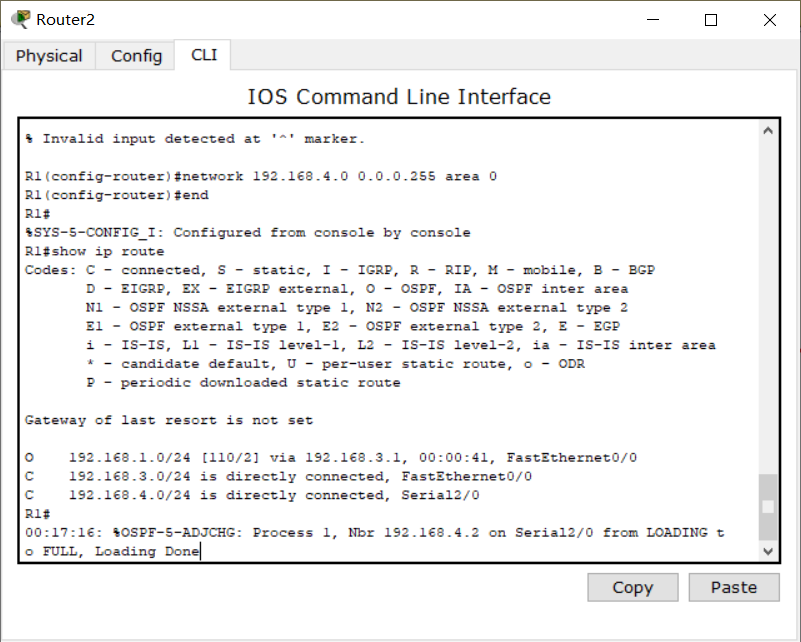 Router2
Physical Config CLI
IOS Command Line Interface
% Invalid input detected at '^' marker.
R1(config-router)#network 192.168.4.0 0.0.0.255 area 0
R1(config-router)#end
R1#
%SYS-5-CONFIG_I: Configured from console by console
R1#show ip route
Codes: C - connected, S - static, I - IGRP, R - RIP, M - mobile, B - BGP
D - EIGRP, EX - EIGRP external, O - OSPF, IA - OSPF inter area
N1 - OSPF NSSA external type 1, N2 - OSPF NSSA external type 2
E1 - OSPF external type 1, E2 - OSPF external type 2, E - EGP
i - IS-IS, L1 - IS-IS level-1, L2 - IS-IS level-2, ia - IS-IS inter area
* - candidate default, U - per-user static route, o - ODR
P - periodic downloaded static route
Gateway of last resort is not set
O 192.168.1.0/24 [110/2] via 192.168.3.1, 00:00:41, FastEthernet0/0
C 192.168.3.0/24 is directly connected, FastEthernet0/0
C 192.168.4.0/24 is directly connected, Serial2/0
R1#
00:17:16: %OSPF-5-ADJCHG: Process 1, Nbr 192.168.4.2 on Serial2/0 from LOADING t
o FULL, Loading Done
Copy Paste